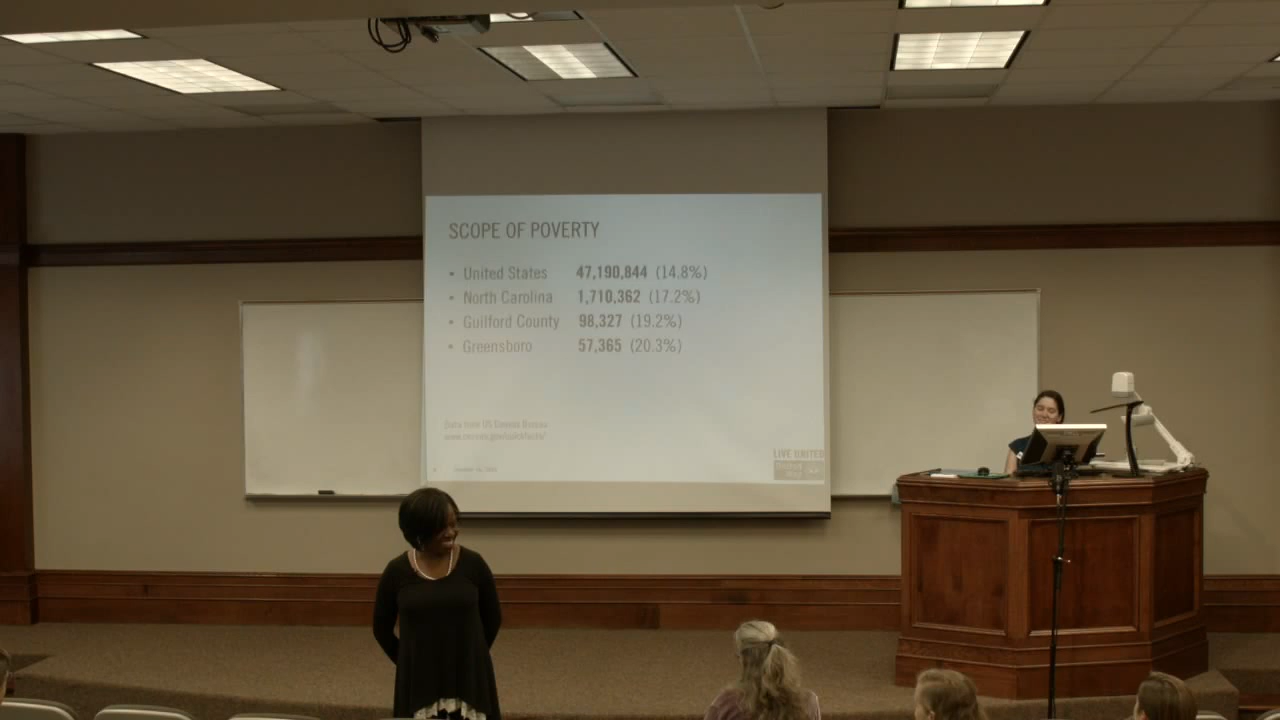 SCOPE OF POVERTY
• United States 47,190,844 (14.8%)
• North Carolina 1,710,362 (17.2%)
• Guilford County 98,327 (19.2%)
• Greensboro 57,365 (20.3%)
Data from US Census Bureau
LIVE UNITED